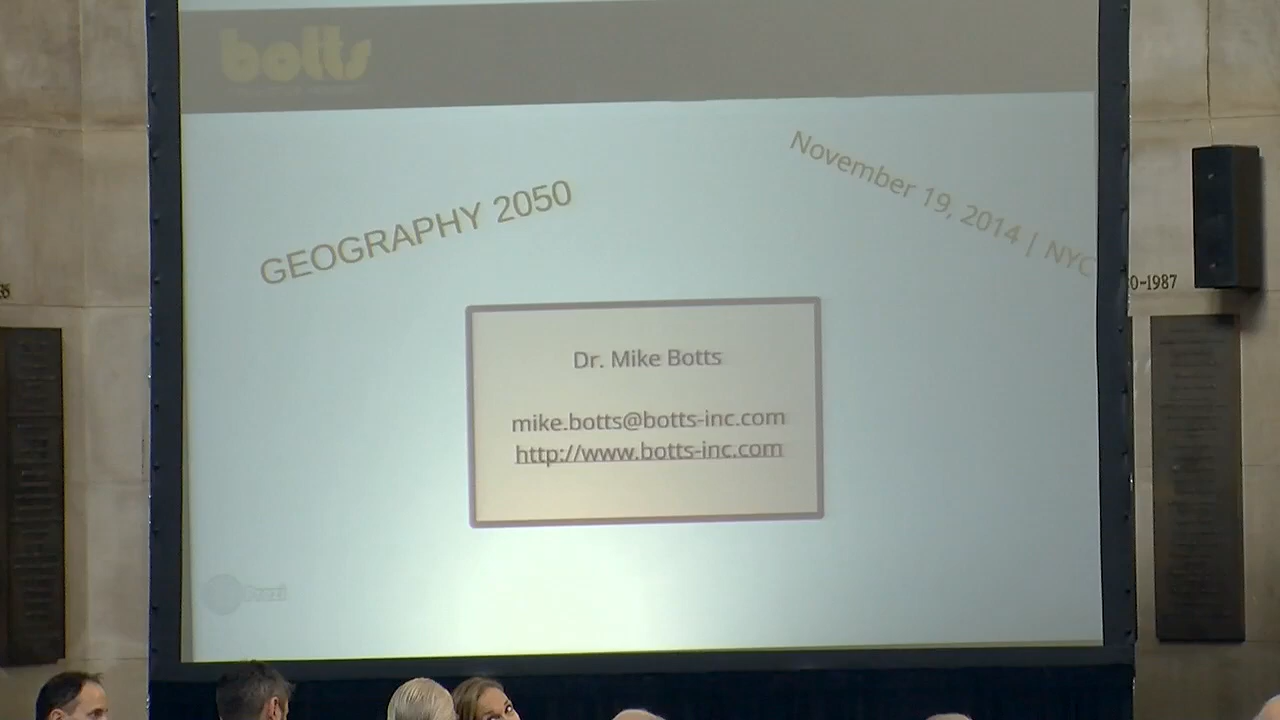 botts
GEOGRAPHY 2050
November 19, 2014 | NYC
Dr. Mike Botts
mike.botts@botts-inc.com
http://www.botts-inc.com
Prezi
0-1987